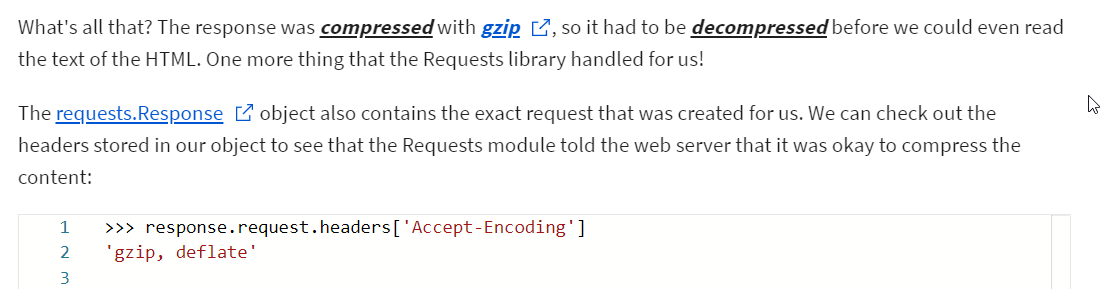 What's all that? The response was compressed with gzip , so it had to be decompressed before we could even read
the text of the HTML. One more thing that the Requests library handled for us!
The requests.Response object also contains the exact request that was created for us. We can check out the
headers stored in our object to see that the Requests module told the web server that it was okay to compress the
content:
1 >>> response.request.headers['Accept-Encoding']
2 'gzip, deflate'
3